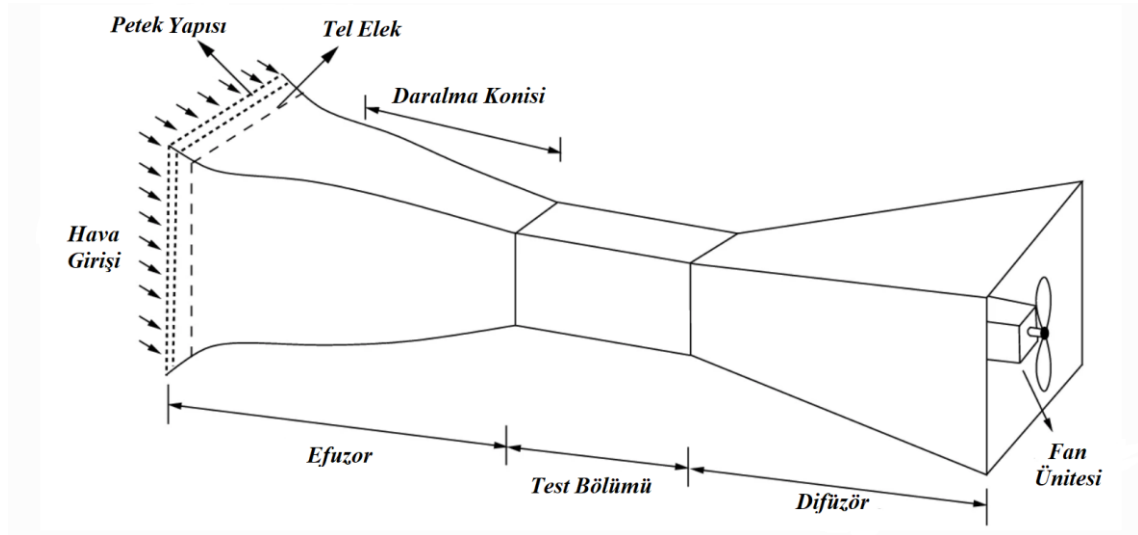 Petek Yapısı
Tel Elek
Daralma Konisi
Hava
Girişi
Efuzor
Test Bölümü
Difüzör
Fan
Ünitesi